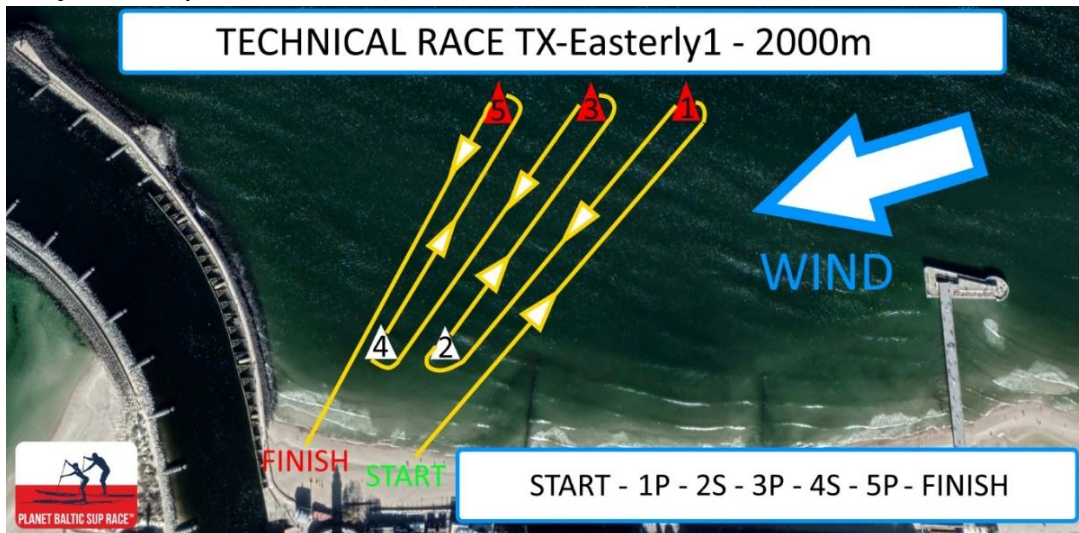 TECHNICAL RACE TX-Easterly1 - 2000m
5
3
1
WIND
4
2
FINISH
START
START - 1P - 2S - 3P - 4S - 5P - FINISH
PLANET BALTIC SUP RACE™